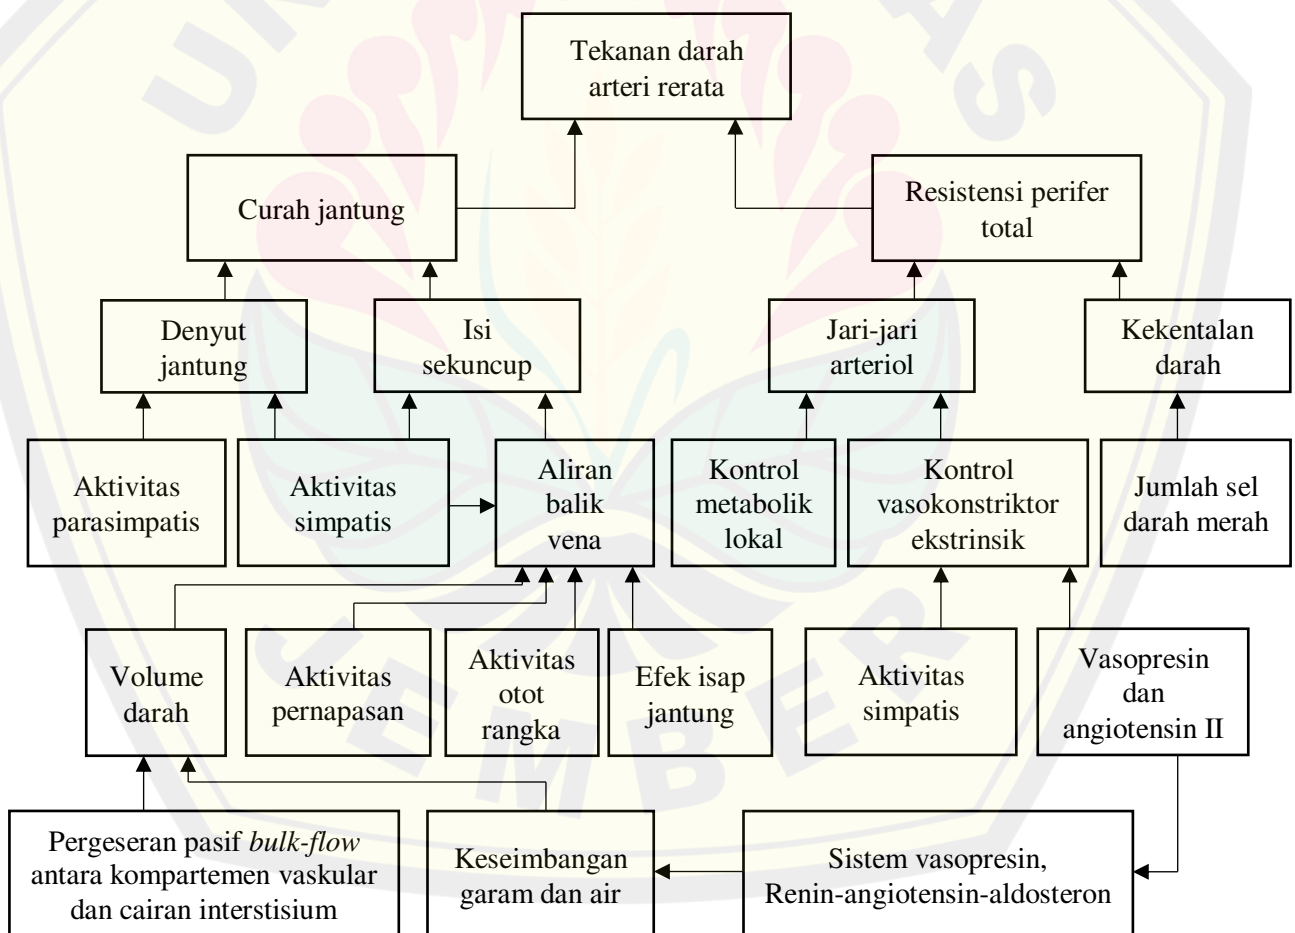 Tekanan darah
arteri rerata
Curah jantung
Resistensi perifer
total
Denyut
jantung
Isi
sekuncup
Jari-jari
arteriol
Kekentalan
darah
Aktivitas
parasimpatis
Aktivitas
simpatis
Aliran
balik
vena
Kontrol
metabolik
lokal
Kontrol
vasokonstriktor
ekstrinsik
Jumlah sel
darah merah
Volume
darah
Aktivitas
pernapasan
Aktivitas
otot
rangka
Efek isap
jantung
Aktivitas
simpatis
Vasopresin
dan
angiotensin II
Pergeseran pasif bulk-flow
antara kompartemen vaskular
dan cairan interstisium
Keseimbangan
garam dan air
Sistem vasopresin,
Renin-angiotensin-aldosteron
JEMBER